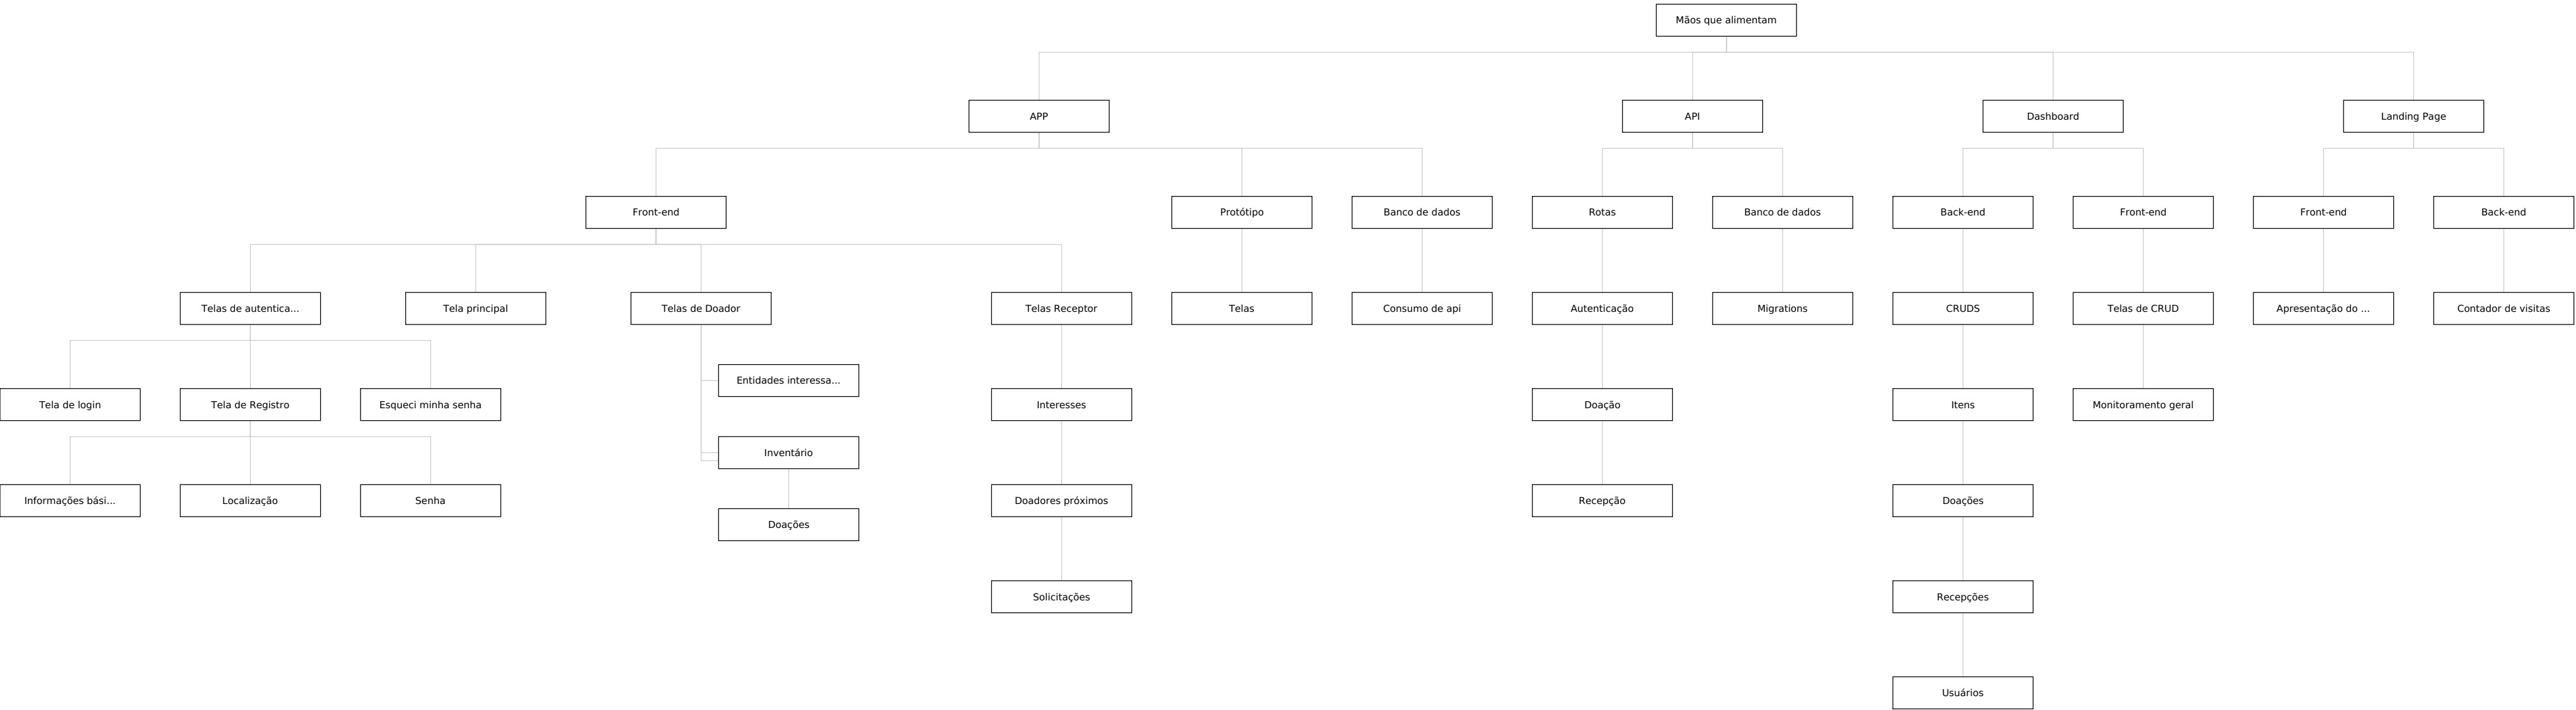 Mãos que alimentam
APP
API
Dashboard
Landing Page
Front-end
Protótipo
Banco de dados
Rotas
Banco de dados
Back-end
Front-end
Front-end
Back-end
Telas de autentica...
Tela principal
Telas de Doador
Telas Receptor
Telas
Consumo de api
Autenticação
Migrations
CRUDS
Telas de CRUD
Apresentação do ...
Contador de visitas
Entidades interessa...
Tela de login
Tela de Registro
Esqueci minha senha
Interesses
Doação
Itens
Monitoramento geral
Inventário
Informações bási...
Localização
Senha
Doadores próximos
Recepção
Doações
Doações
Solicitações
Recepções
Usuários